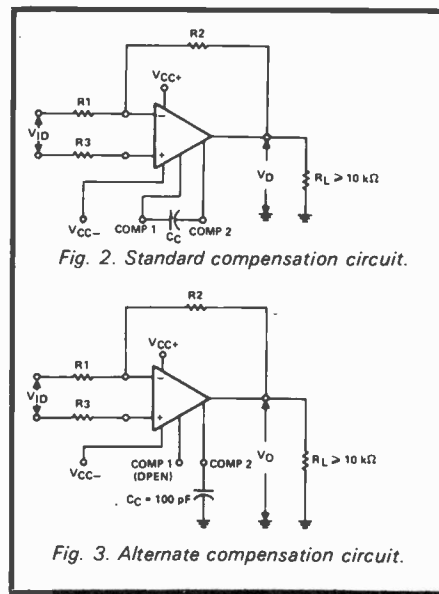 R2
VCC+
R1
−
VID
R3
+
VO
RL ⩾ 10 kΩ
VCC−
COMP 1
CC
COMP 2
Fig. 2. Standard compensation circuit.
R2
VCC+
R1
−
VID
R3
+
VO
RL ⩾ 10 kΩ
VCC−
COMP 1
(OPEN)
COMP 2
CC = 100 pF
Fig. 3. Alternate compensation circuit.